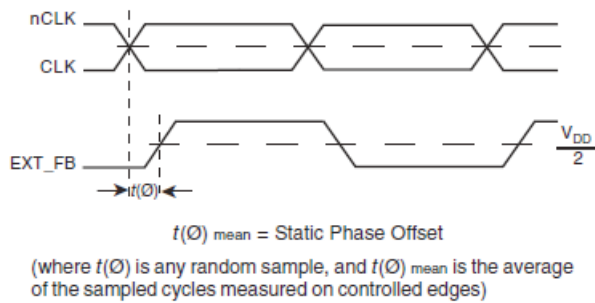 nCLK
CLK
EXT_FB
VDD
2
t(Ø)
t(Ø) mean = Static Phase Offset
(where t(Ø) is any random sample, and t(Ø) mean is the average
of the sampled cycles measured on controlled edges)